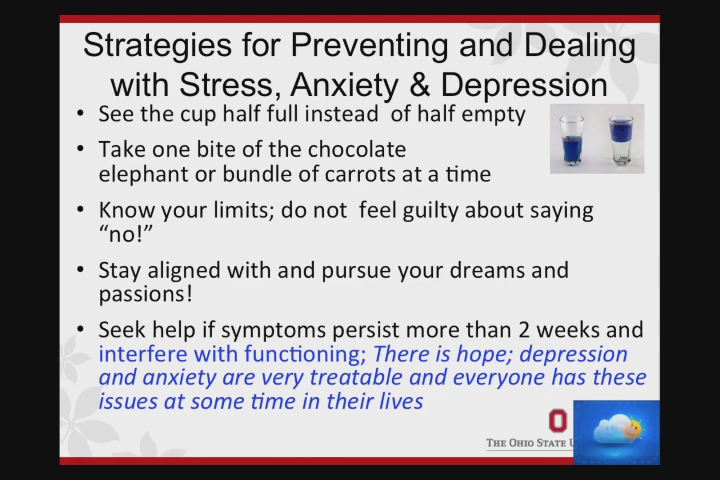 Strategies for Preventing and Dealing
with Stress, Anxiety & Depression
• See the cup half full instead  of half empty
• Take one bite of the chocolate
elephant or bundle of carrots at a time
• Know your limits; do not  feel guilty about saying
“no!”
• Stay aligned with and pursue your dreams and
passions!
• Seek help if symptoms persist more than 2 weeks and
interfere with functioning; There is hope; depression
and anxiety are very treatable and everyone has these
issues at some time in their lives
O
THE OHIO STATE